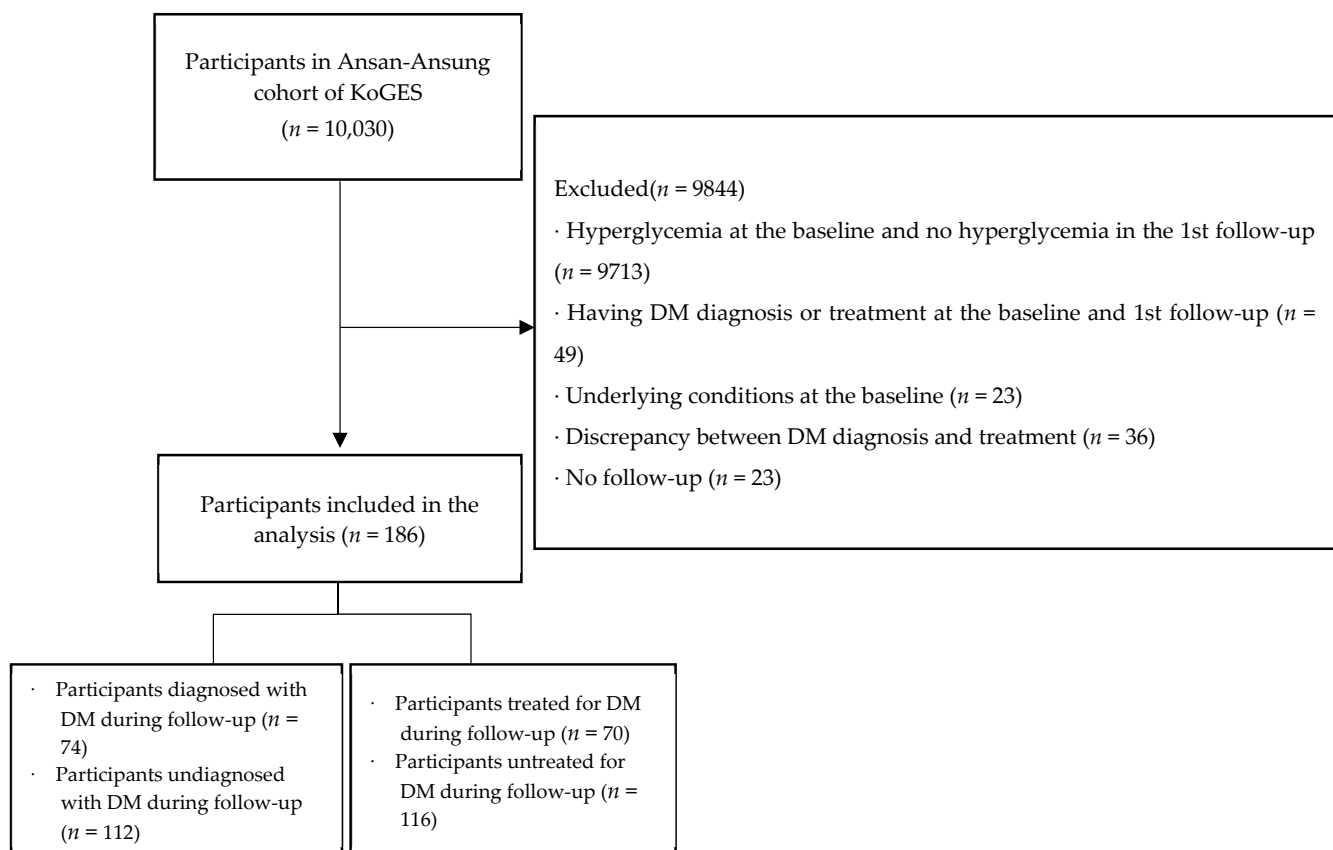 Participants in Ansan-Ansung
cohort of KoGES
(n = 10,030)
Excluded(n = 9844)
· Hyperglycemia at the baseline and no hyperglycemia in the 1st follow-up
(n = 9713)
· Having DM diagnosis or treatment at the baseline and 1st follow-up (n =
49)
· Underlying conditions at the baseline (n = 23)
· Discrepancy between DM diagnosis and treatment (n = 36)
· No follow-up (n = 23)
Participants included in the
analysis (n = 186)
· Participants diagnosed with
DM during follow-up (n =
74)
· Participants undiagnosed
with DM during follow-up
(n = 112)
· Participants treated for DM
during follow-up (n = 70)
· Participants untreated for
DM during follow-up (n =
116)